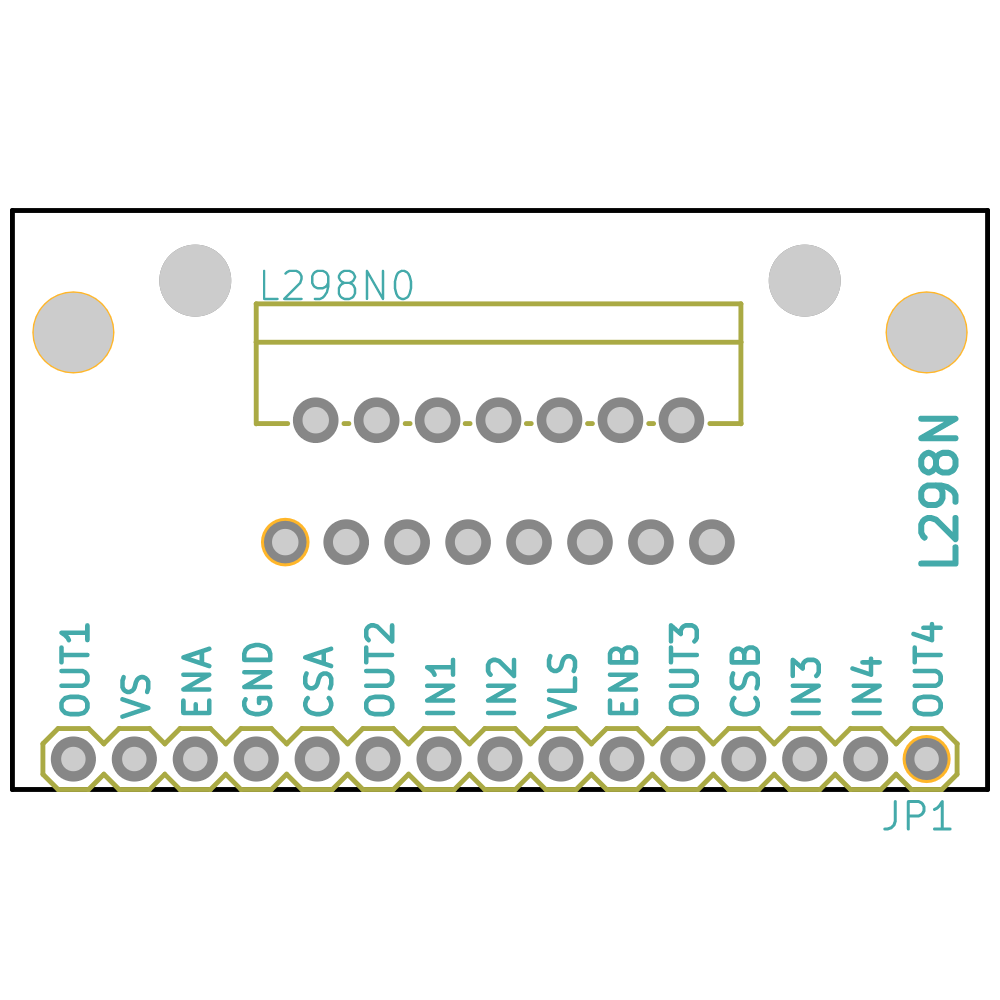 L298N0
L298N
OUT1
VS
ENA
GND
CSA
OUT2
IN1
IN2
VLS
ENB
OUT3
CSB
IN3
IN4
OUT4
JP1